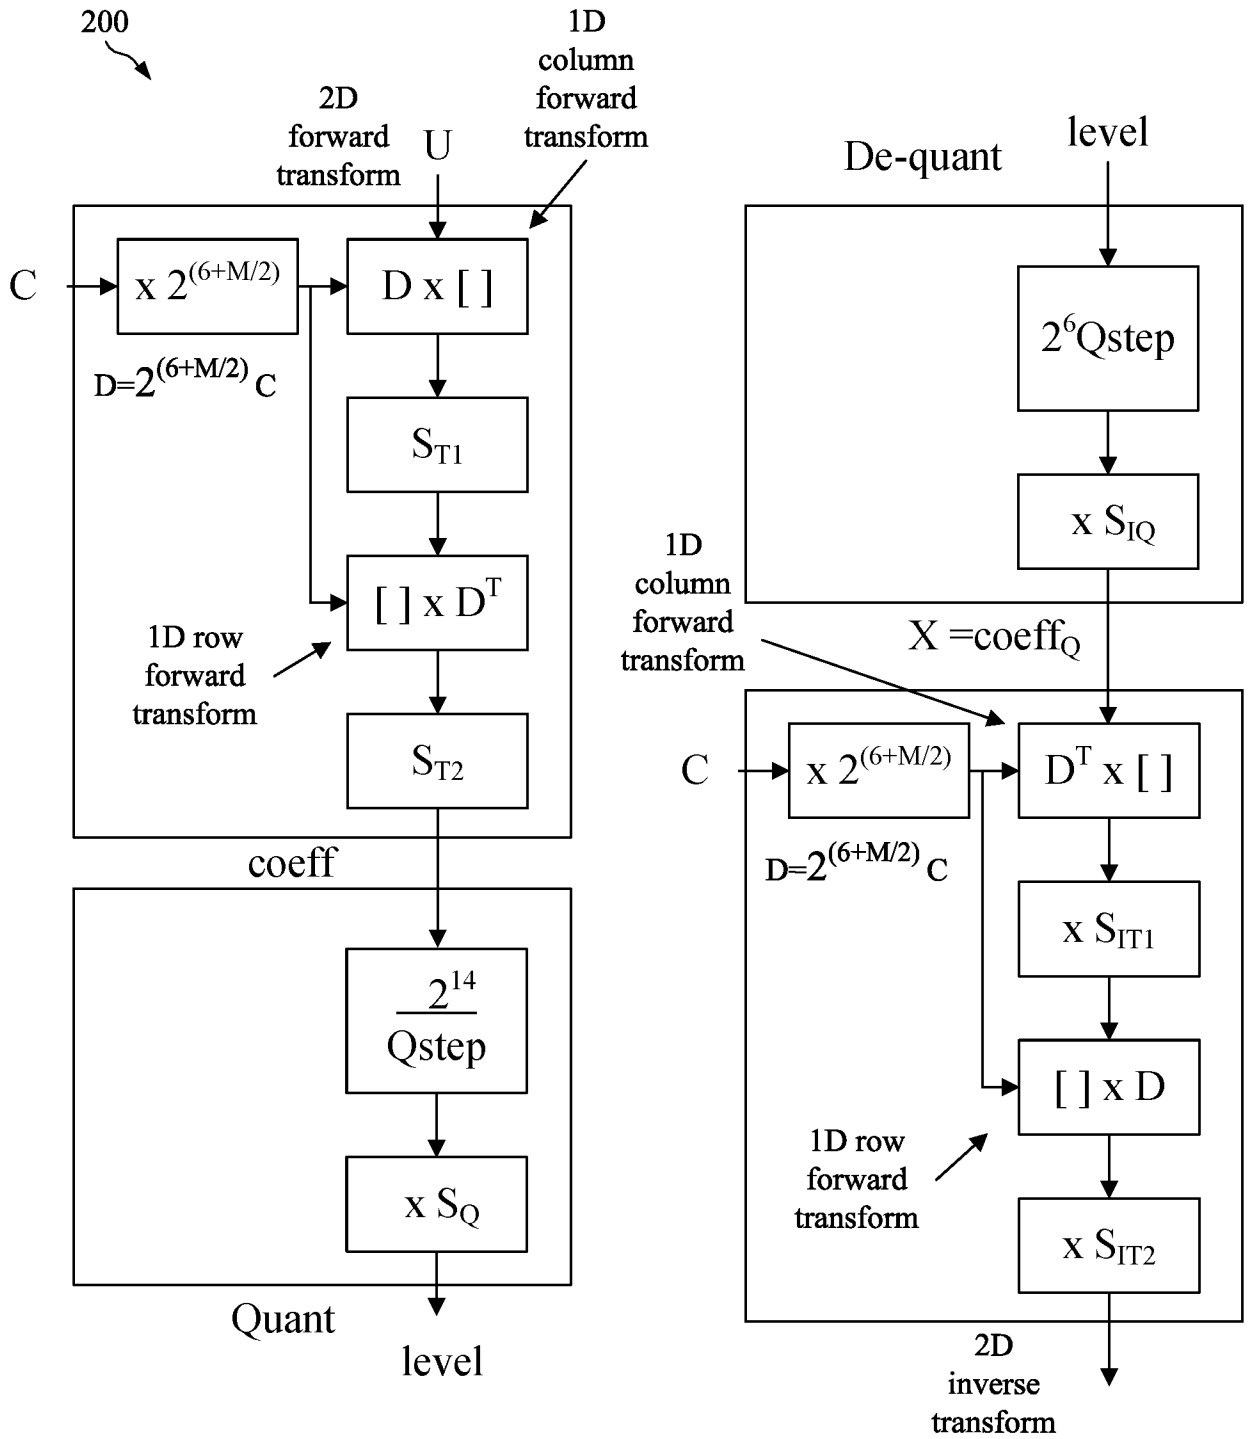 200
1D
column
forward
transform
2D
forward
transform
U
C
x 2^(6+M/2)
D x [ ]
D=2^(6+M/2) C
S_T1
[ ] x D^T
1D row
forward
transform
S_T2
coeff
2^14
Qstep
x S_Q
Quant
level
level
De-quant
2^6Qstep
x S_IQ
1D
column
forward
transform
X =coeff_Q
C
x 2^(6+M/2)
D^T x [ ]
D=2^(6+M/2) C
x S_IT1
[ ] x D
1D row
forward
transform
x S_IT2
2D
inverse
transform